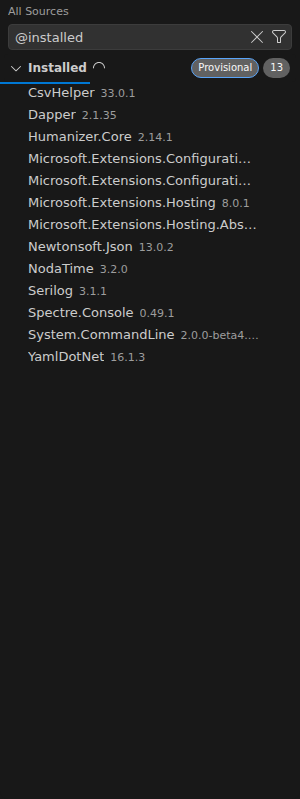 All Sources
@installed
Installed Provisional 13
CsvHelper 33.0.1
Dapper 2.1.35
Humanizer.Core 2.14.1
Microsoft.Extensions.Configurati...
Microsoft.Extensions.Configurati...
Microsoft.Extensions.Hosting 8.0.1
Microsoft.Extensions.Hosting.Abs...
Newtonsoft.Json 13.0.2
NodaTime 3.2.0
Serilog 3.1.1
Spectre.Console 0.49.1
System.CommandLine 2.0.0-beta4....
YamlDotNet 16.1.3